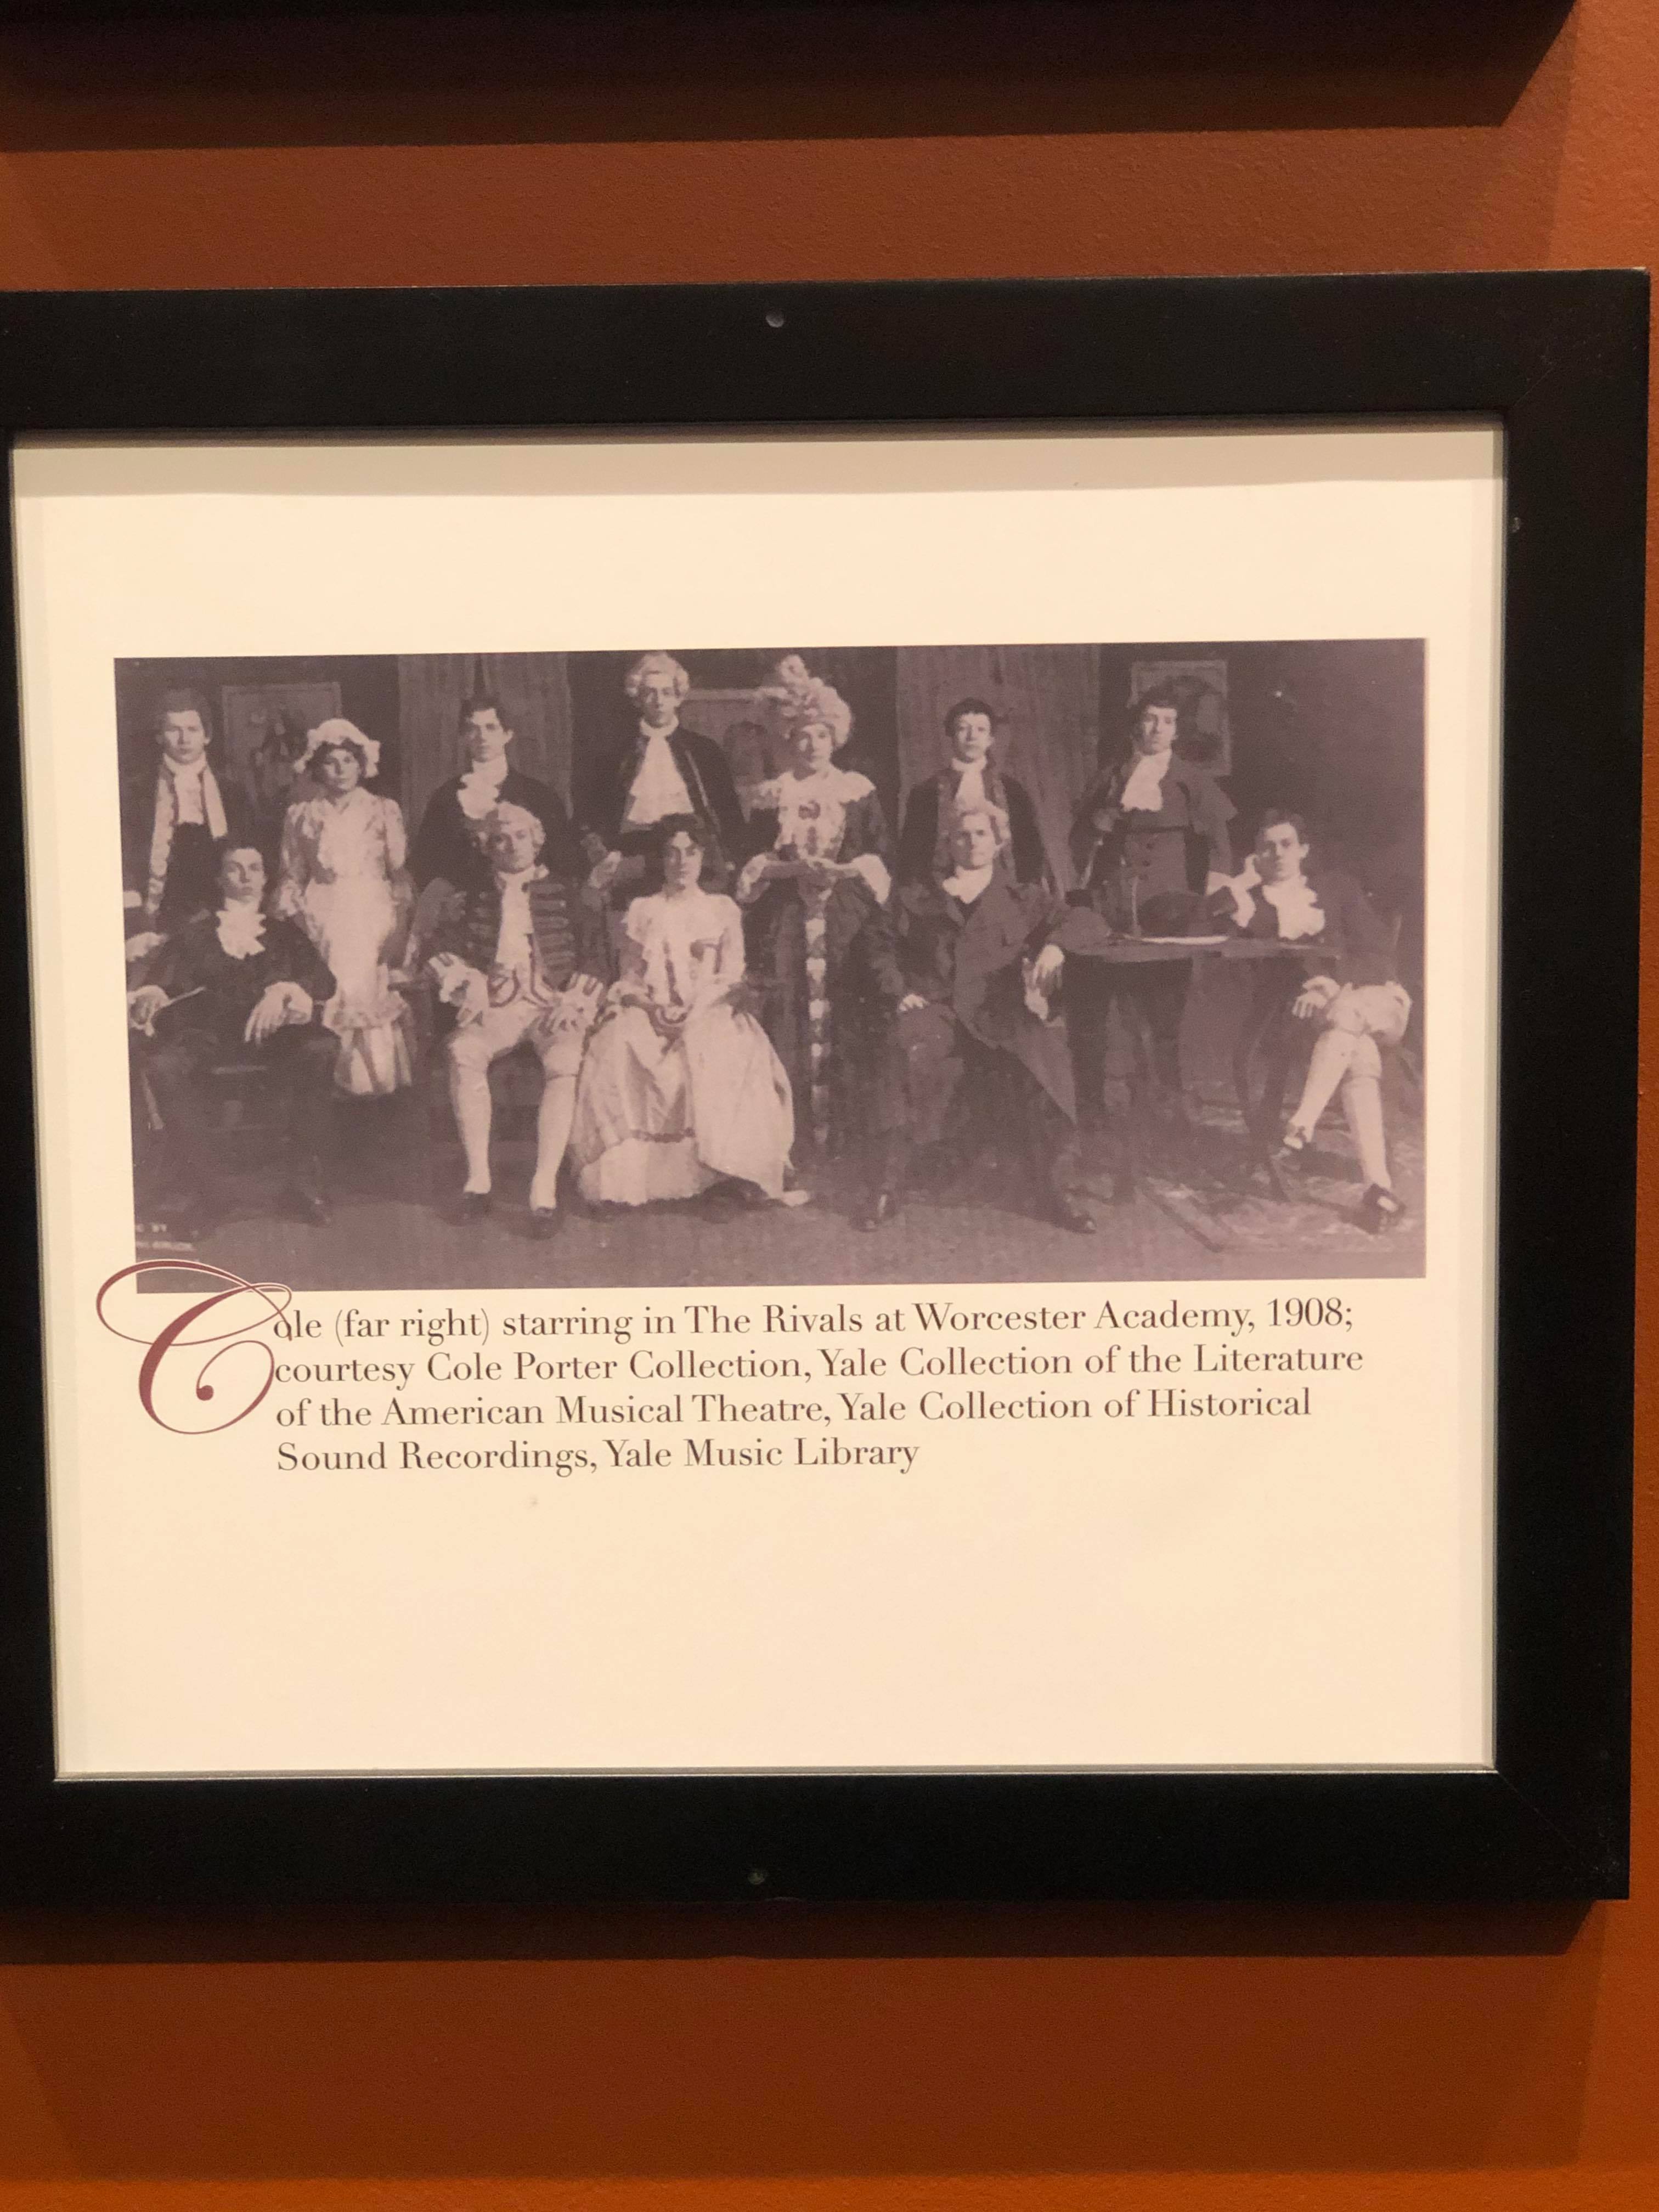 Cole (far right) starring in The Rivals at Worcester Academy, 1908;
courtesy Cole Porter Collection, Yale Collection of the Literature
of the American Musical Theatre, Yale Collection of Historical
Sound Recordings, Yale Music Library